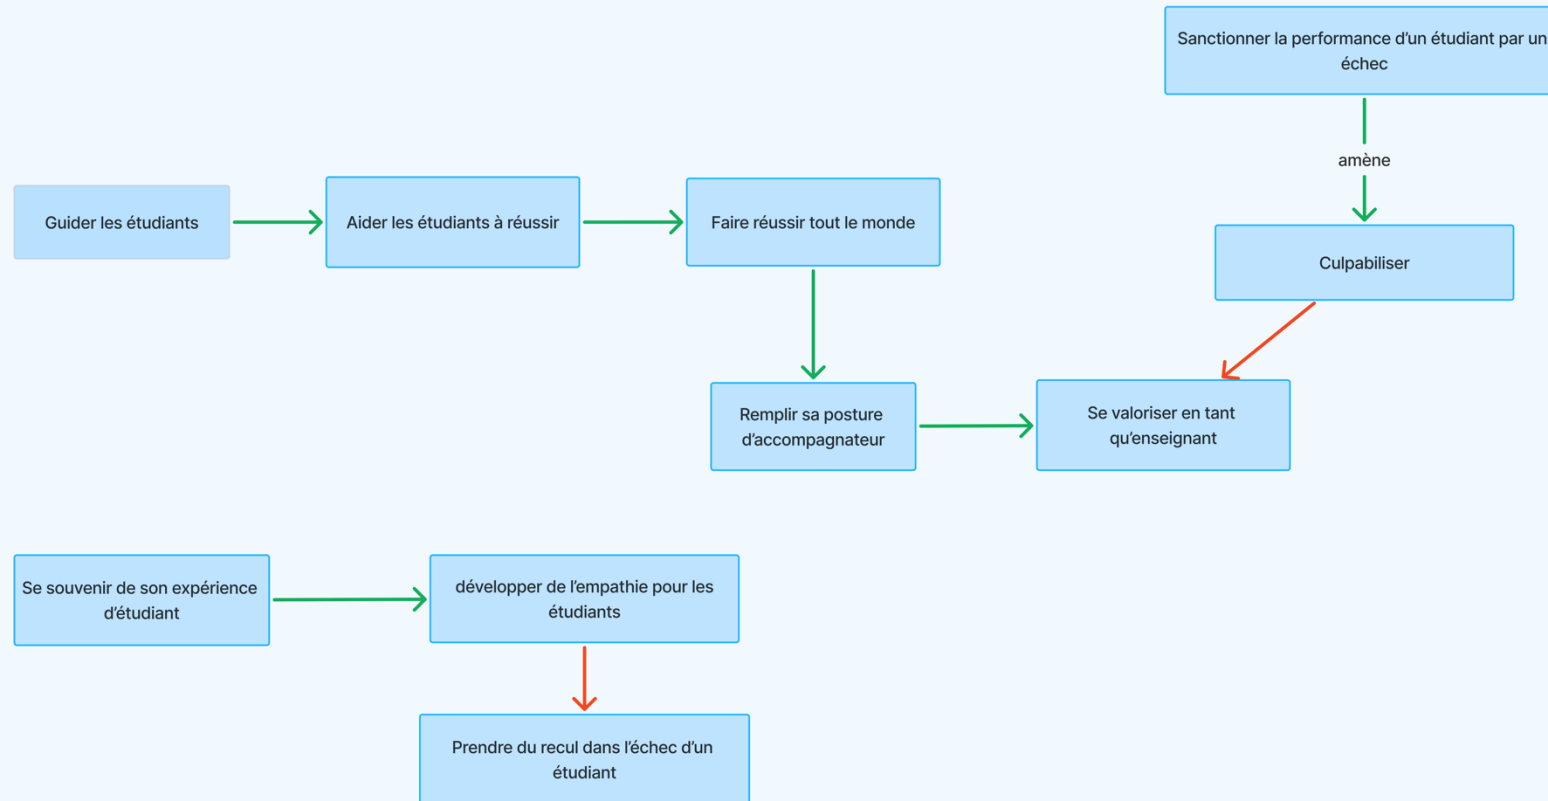 Sanctionner la performance d’un étudiant par un
échec
amène
Guider les étudiants
Aider les étudiants à réussir
Faire réussir tout le monde
Culpabiliser
Remplir sa posture
d’accompagnateur
Se valoriser en tant
qu’enseignant
Se souvenir de son expérience
d’étudiant
développer de l’empathie pour les
étudiants
Prendre du recul dans l’échec d’un
étudiant